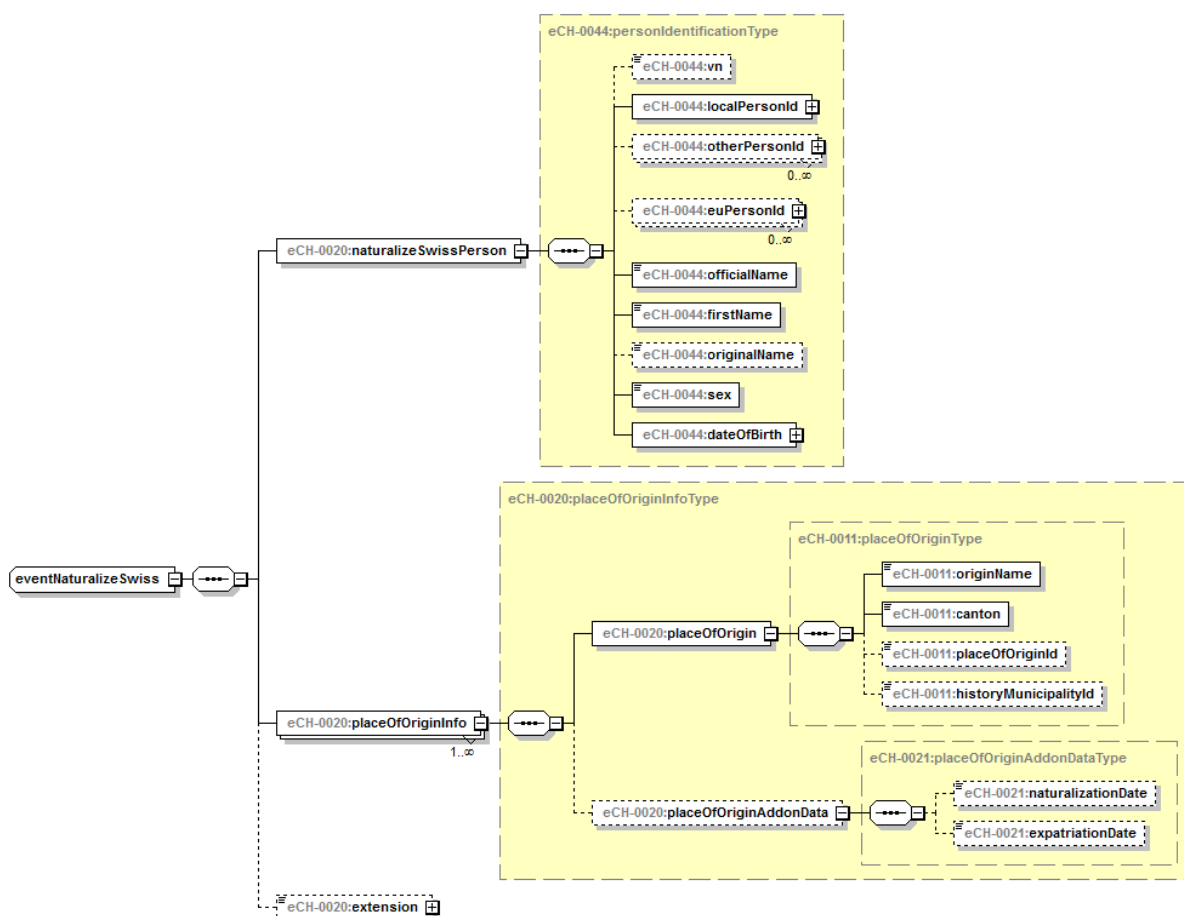 eCH-0044:personIdentificationType
eCH-0044:vn
eCH-0044:localPersonId
eCH-0044:otherPersonId
0..∞
eCH-0044:euPersonId
0..∞
eCH-0020:naturalizeSwissPerson
eCH-0044:officialName
eCH-0044:firstName
eCH-0044:originalName
eCH-0044:sex
eCH-0044:dateOfBirth
eCH-0020:placeOfOriginInfoType
eCH-0011:placeOfOriginType
eventNaturalizeSwiss
eCH-0011:originName
eCH-0011:canton
eCH-0020:placeOfOrigin
eCH-0011:placeOfOriginId
eCH-0011:historyMunicipalityId
eCH-0020:placeOfOriginInfo
1..∞
eCH-0021:placeOfOriginAddonDataType
eCH-0021:naturalizationDate
eCH-0020:placeOfOriginAddonData
eCH-0021:expatriationDate
eCH-0020:extension